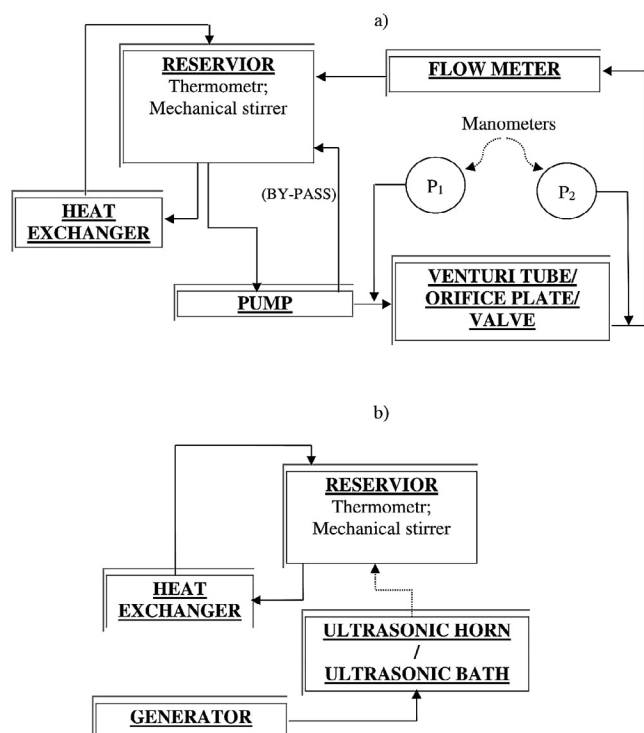 a)
RESERVIOR
Thermometr;
Mechanical stirrer
FLOW METER
Manometers
P1
P2
(BY-PASS)
HEAT
EXCHANGER
PUMP
VENTURI TUBE/
ORIFICE PLATE/
VALVE
b)
RESERVIOR
Thermometr;
Mechanical stirrer
HEAT
EXCHANGER
ULTRASONIC HORN
/
ULTRASONIC BATH
GENERATOR